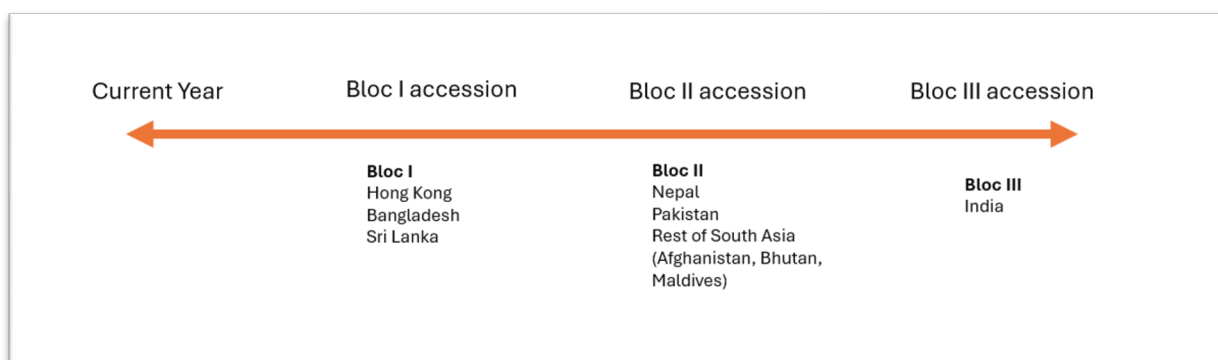 Current Year
Bloc I accession
Bloc II accession
Bloc III accession
Bloc I
Hong Kong
Bangladesh
Sri Lanka
Bloc II
Nepal
Pakistan
Rest of South Asia
(Afghanistan, Bhutan,
Maldives)
Bloc III
India